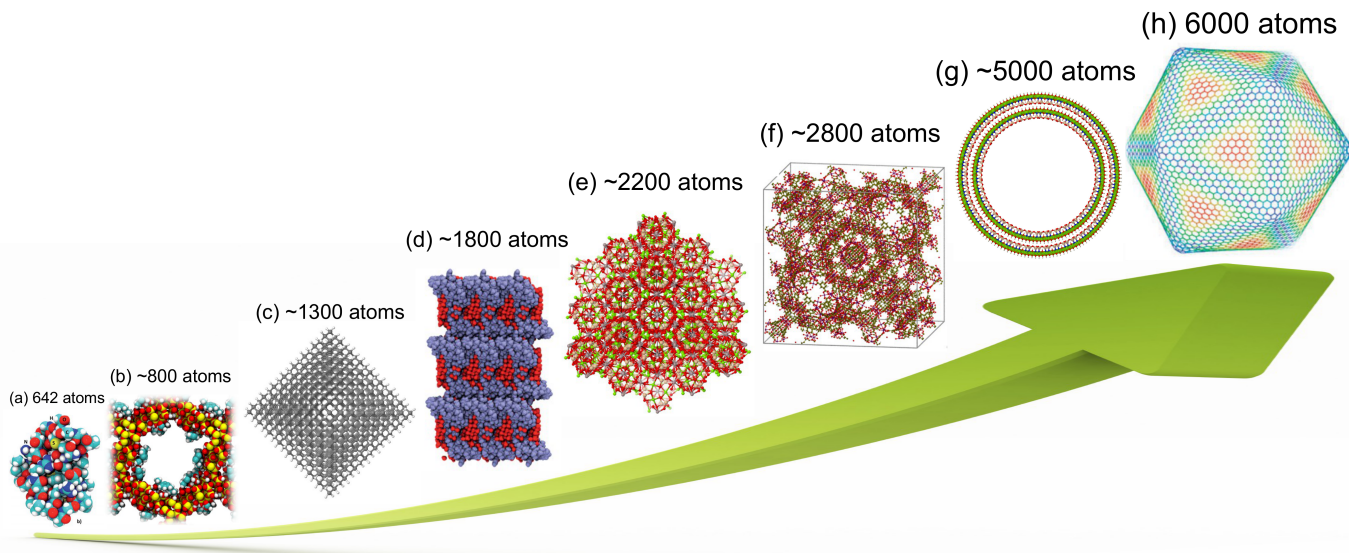 (a) 642 atoms
(b) ~800 atoms
(c) ~1300 atoms
(d) ~1800 atoms
(e) ~2200 atoms
(f) ~2800 atoms
(g) ~5000 atoms
(h) 6000 atoms
H
O
S
N